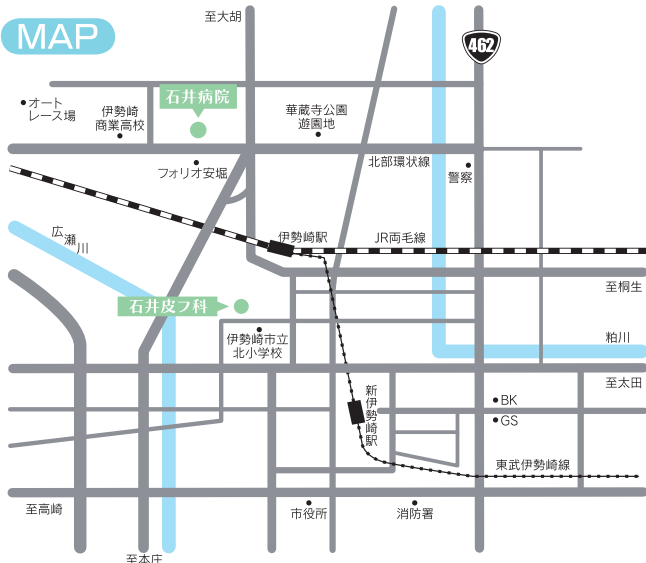 至大胡
MAP
462
石井病院
オート
レース場
伊勢崎
商業高校
華蔵寺公園
遊園地
フォリオ安堀
北部環状線
警察
広瀬川
伊勢崎駅
JR両毛線
至桐生
石井皮フ科
伊勢崎市立
北小学校
粕川
至太田
新伊勢崎駅
BK
GS
東武伊勢崎線
至高崎
市役所
消防署
至本庄